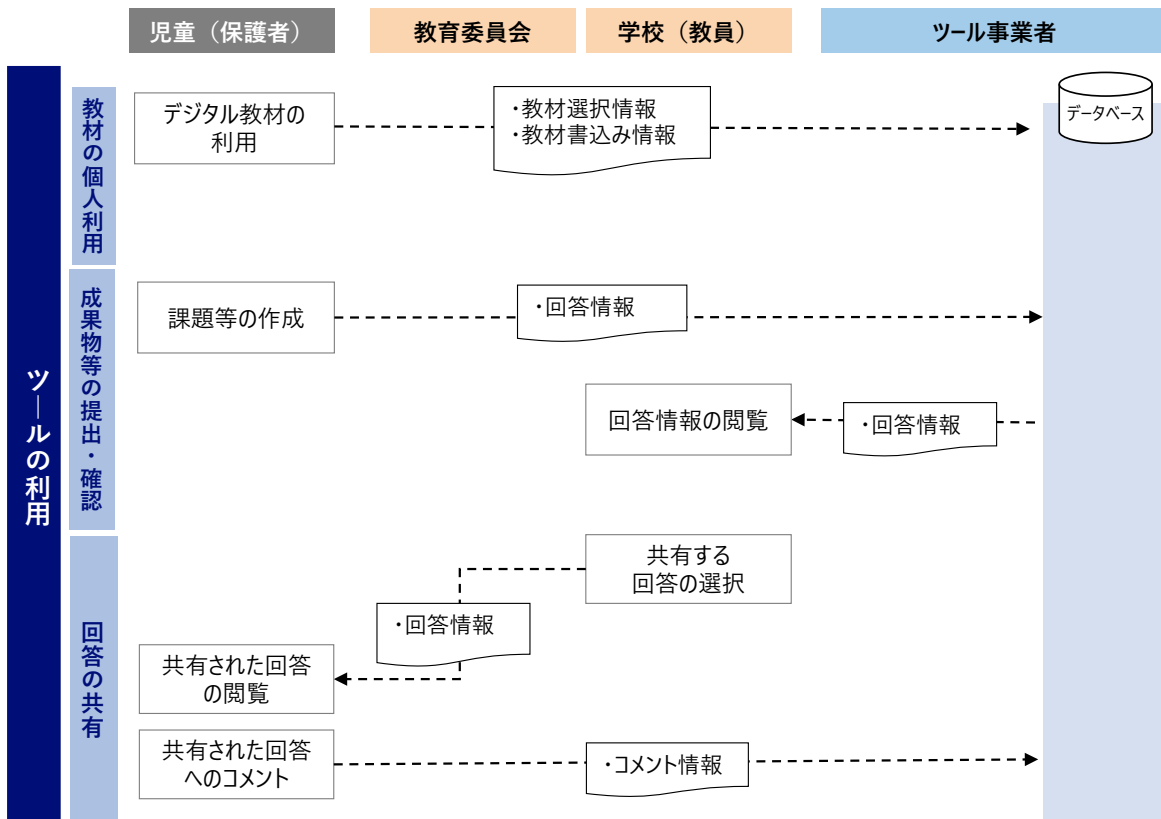 児童（保護者）
教育委員会
学校（教員）
ツール事業者
ツールの利用
教材の個人利用
デジタル教材の
利用
・教材選択情報
・教材書込み情報
データベース
成果物等の提出・確認
課題等の作成
・回答情報
回答情報の閲覧
・回答情報
回答の共有
共有する
回答の選択
・回答情報
共有された回答
の閲覧
共有された回答
へのコメント
・コメント情報